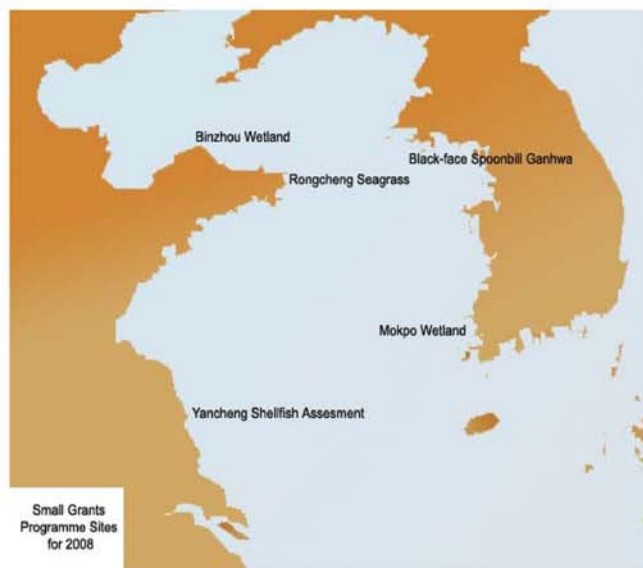 Binzhou Wetland
Black-face Spoonbill Ganhwa
Rongcheng Seagrass
Mokpo Wetland
Yancheng Shellfish Assesment
Small Grants
Programme Sites
for 2008